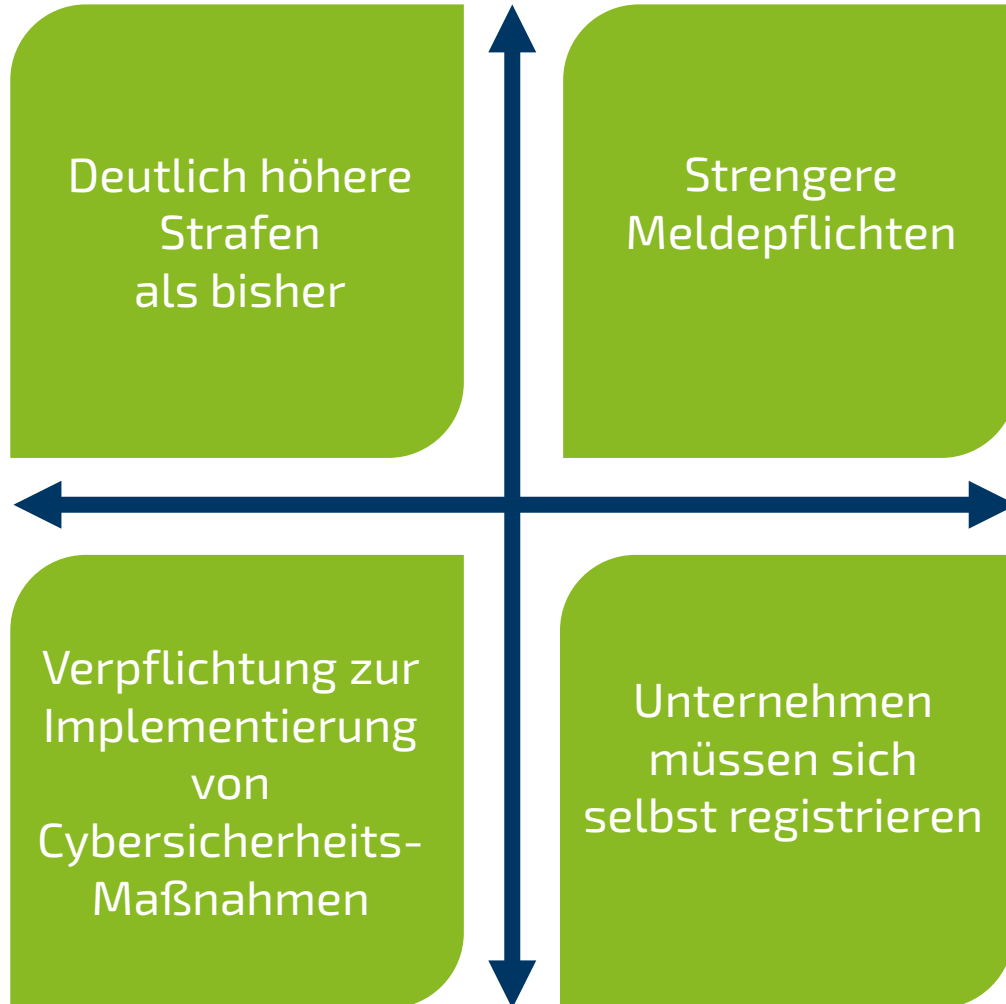 Deutlich höhere
Strafen
als bisher
Strengere
Meldepflichten
Verpflichtung zur
Implementierung
von
Cybersicherheits-
Maßnahmen
Unternehmen
müssen sich
selbst registrieren